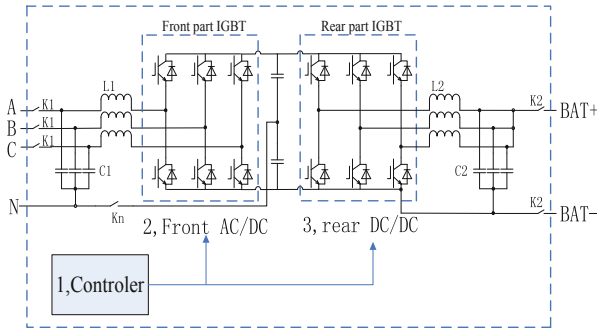 Front part IGBT
Rear part IGBT
L1
L2
A
K1
B
K1
C
K1
C1
C2
K2
BAT+
N
Kn
K2
BAT-
2,Front AC/DC
3,rear DC/DC
1,Controler